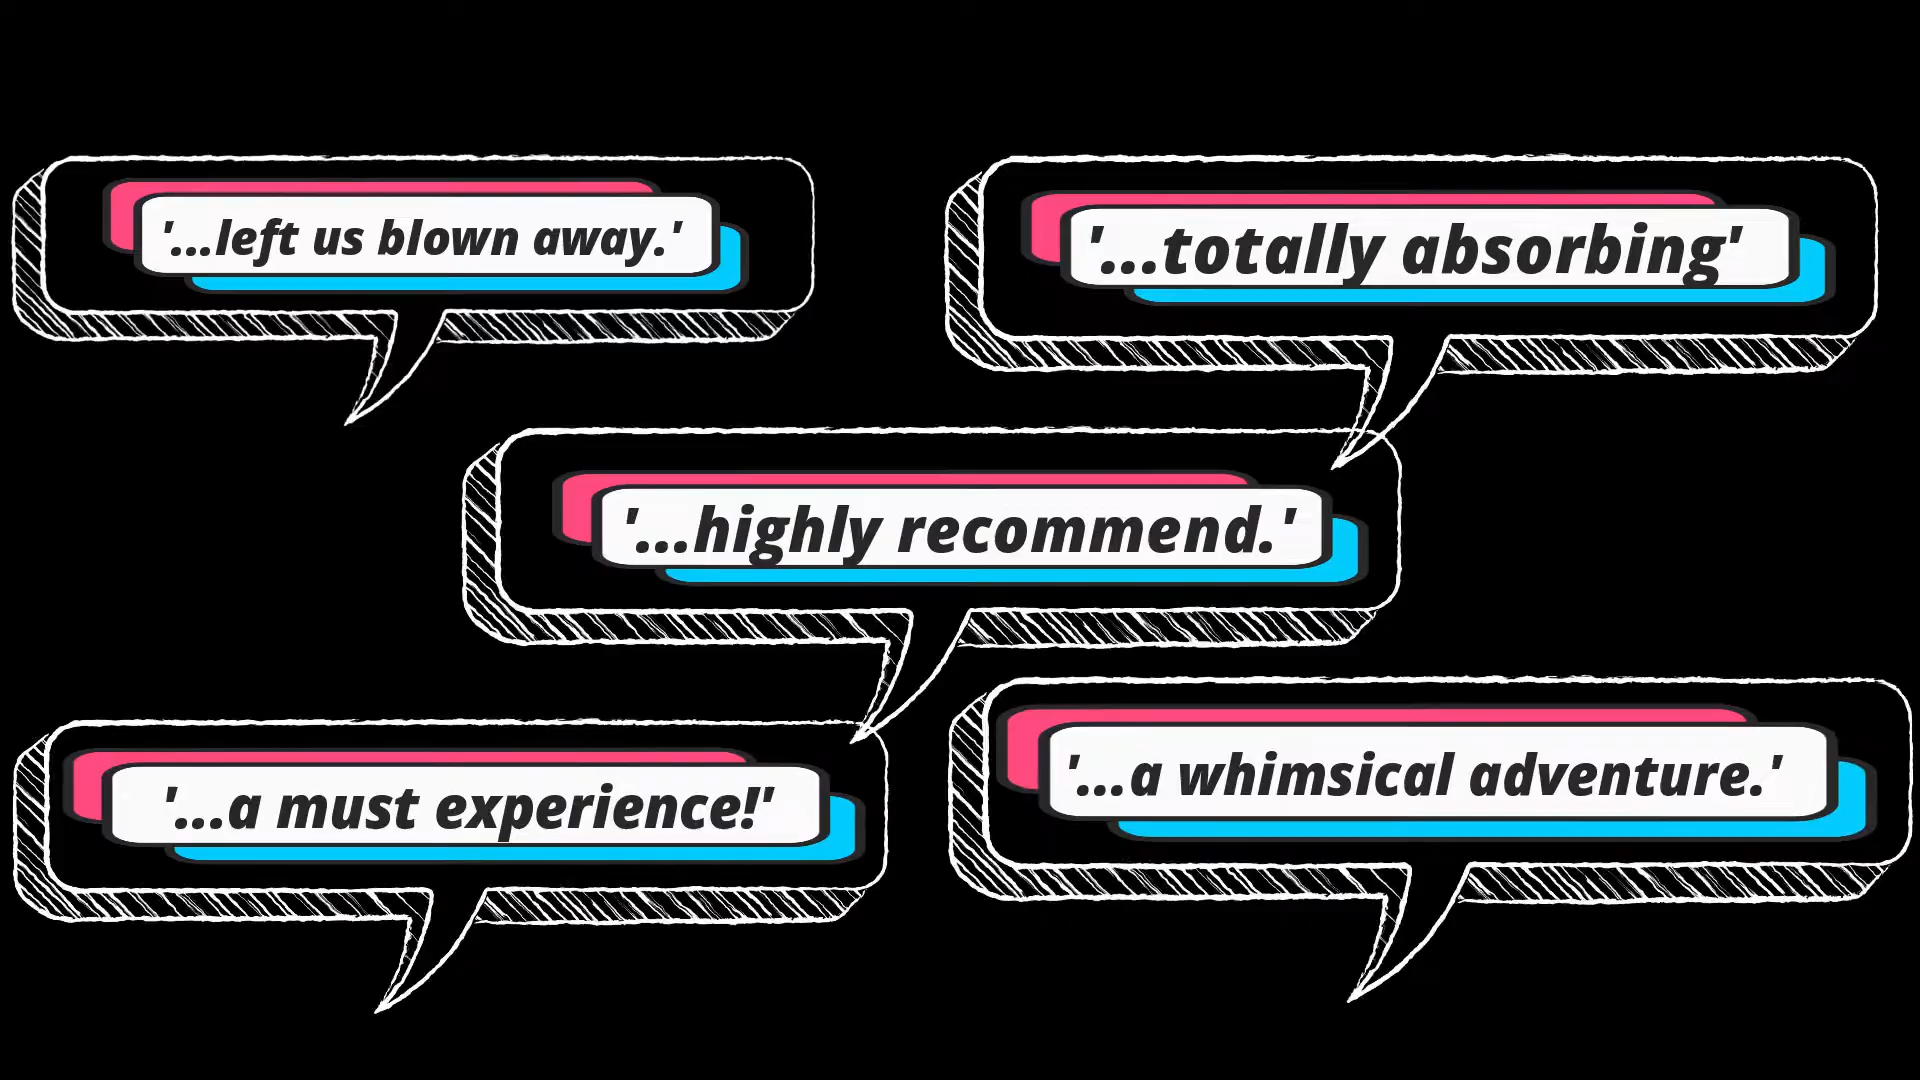 '...left us blown away.'
'...totally absorbing'
'...highly recommend.'
'...a must experience!'
'...a whimsical adventure.'